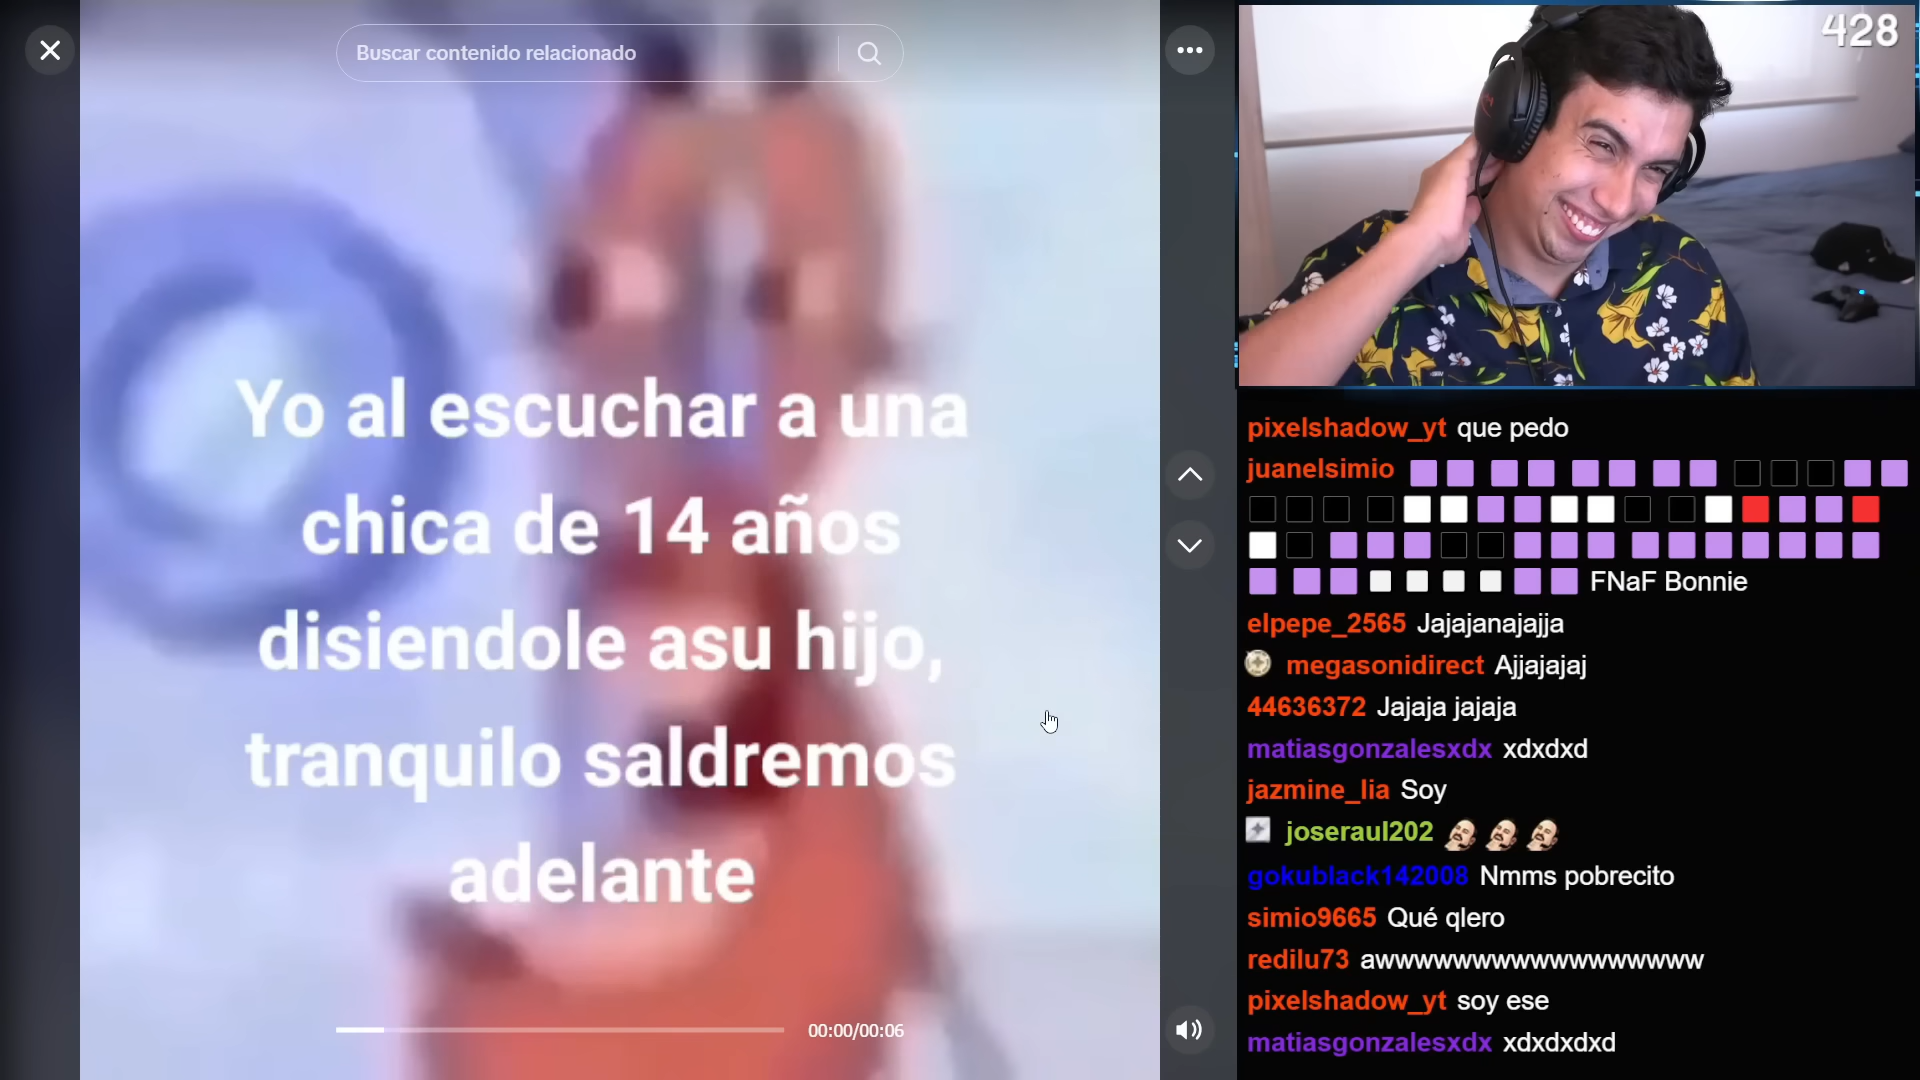 Buscar contenido relacionado
Yo al escuchar a una
chica de 14 años
disiendole asu hijo,
tranquilo saldremos
adelante
00:00/00:06
428
pixelshadow_yt que pedo
juanelsimio
FNaF Bonnie
elpepe_2565 Jajajanajajja
megasonidirect Ajjajajaj
44636372 Jajaja jajaja
matiasgonzalesxdx xdxdxd
jazmine_lia Soy
joseraul202
gokublack142008 Nmms pobrecito
simio9665 Qué qlero
redilu73 awwwwwwwwwwwwwwwww
pixelshadow_yt soy ese
matiasgonzalesxdx xdxdxdxd